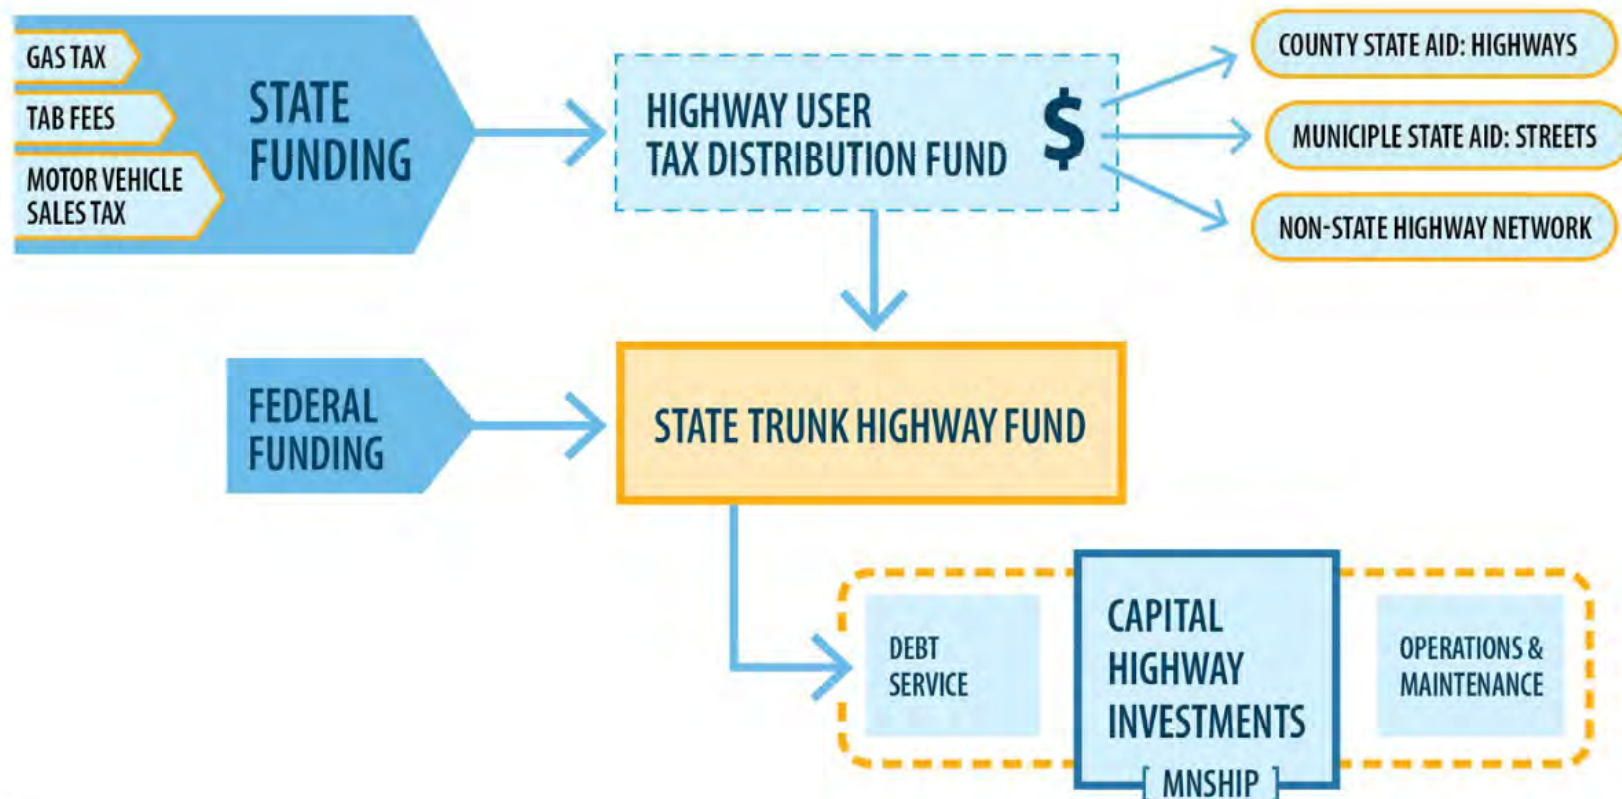 GAS TAX
TAB FEES
MOTOR VEHICLE
SALES TAX
STATE
FUNDING
HIGHWAY USER
TAX DISTRIBUTION FUND
$
COUNTY STATE AID: HIGHWAYS
MUNICIPLE STATE AID: STREETS
NON-STATE HIGHWAY NETWORK
FEDERAL
FUNDING
STATE TRUNK HIGHWAY FUND
DEBT
SERVICE
CAPITAL
HIGHWAY
INVESTMENTS
[ MNSHIP ]
OPERATIONS &
MAINTENANCE